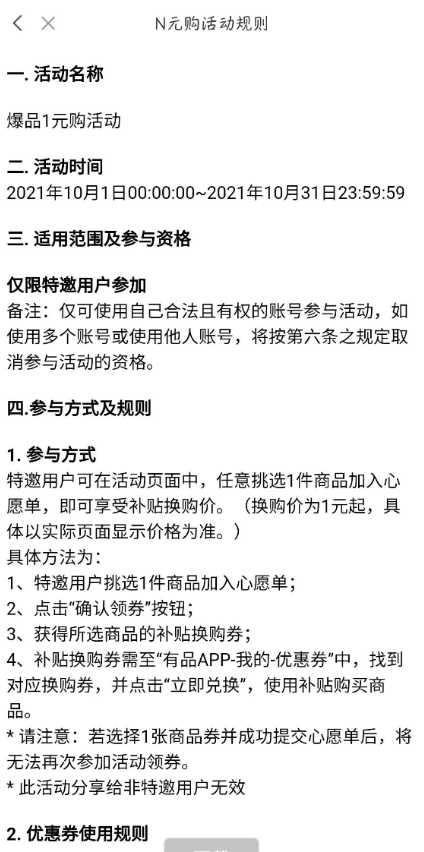 N元购活动规则
一. 活动名称
爆品1元购活动
二. 活动时间
2021年10月1日00:00:00~2021年10月31日23:59:59
三. 适用范围及参与资格
仅限特邀用户参加
备注：仅可使用自己合法且有权的账号参与活动，如
使用多个账号或使用他人账号，将按第六条之规定取
消参与活动的资格。
四.参与方式及规则
1. 参与方式
特邀用户可在活动页面中，任意挑选1件商品加入心
愿单，即可享受补贴换购价。（换购价为1元起，具
体以实际页面显示价格为准。）
具体方法为：
1、特邀用户挑选1件商品加入心愿单；
2、点击“确认领券”按钮；
3、获得所选商品的补贴换购券；
4、补贴换购券需至“有品APP-我的-优惠券”中，找到
对应换购券，并点击“立即兑换”，使用补贴购买商
品。
* 请注意：若选择1张商品券并成功提交心愿单后，将
无法再次参加活动领券。
* 此活动分享给非特邀用户无效
2. 优惠券使用规则